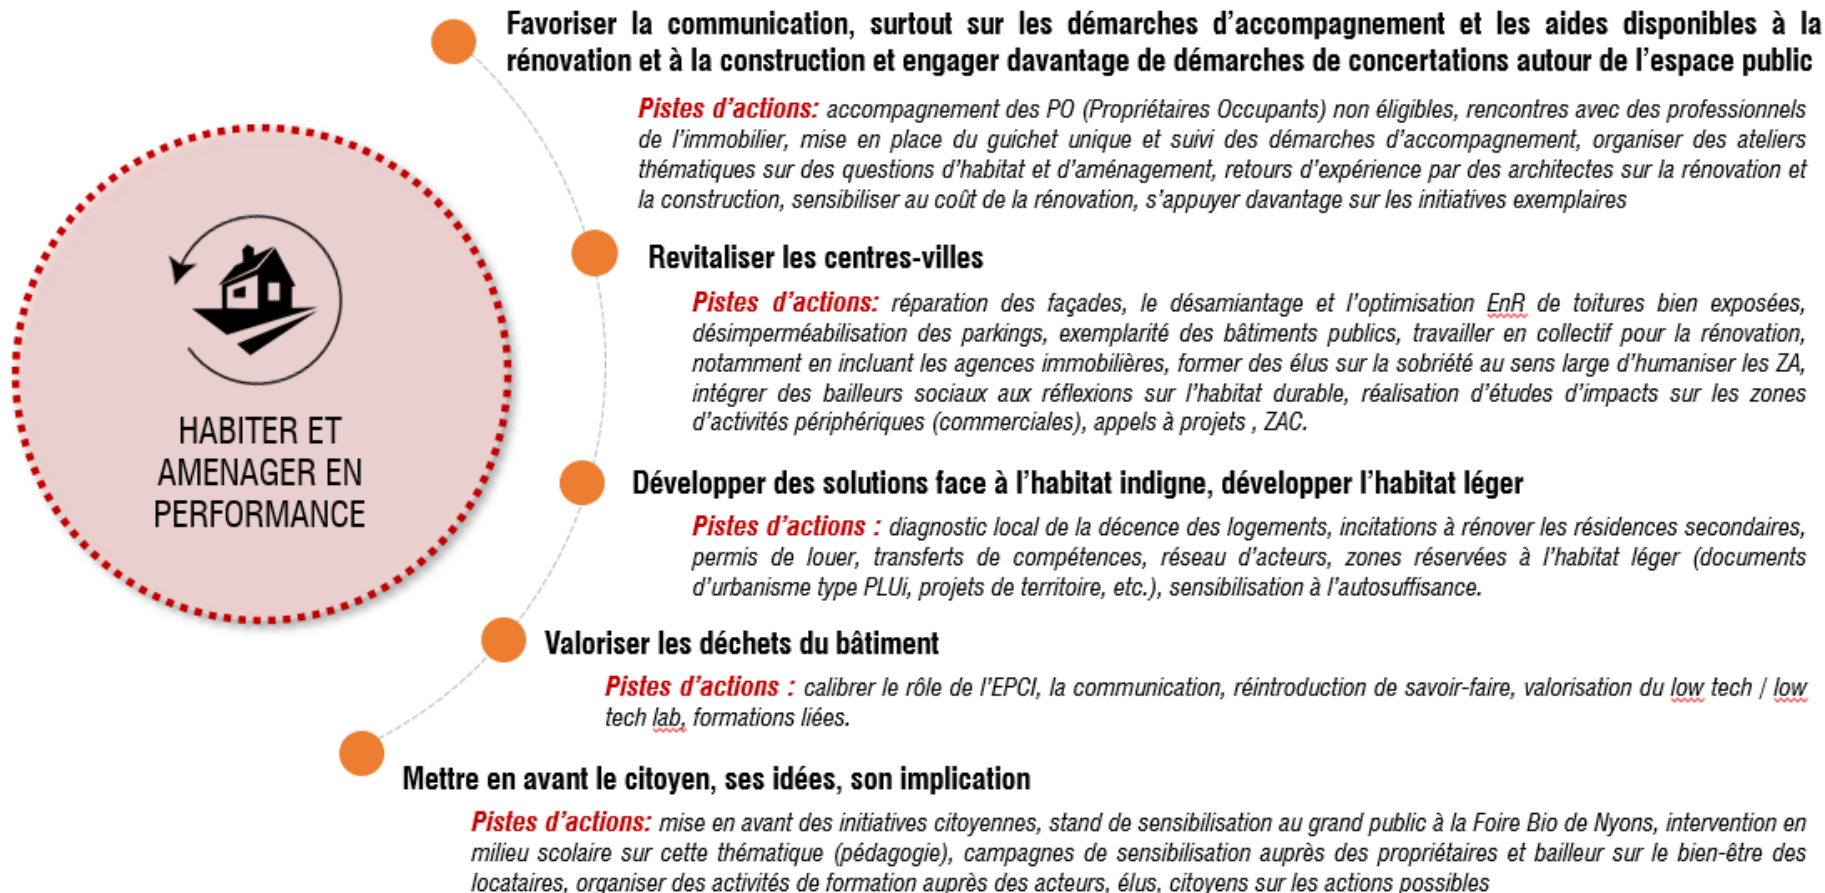 Favoriser la communication, surtout sur les démarches d'accompagnement et les aides disponibles à la
rénovation et à la construction et engager davantage de démarches de concertations autour de l'espace public
Pistes d'actions: accompagnement des PO (Propriétaires Occupants) non éligibles, rencontres avec des professionnels
de l'immobilier, mise en place du guichet unique et suivi des démarches d'accompagnement, organiser des ateliers
thématiques sur des questions d'habitat et d'aménagement, retours d'expérience par des architectes sur la rénovation et
la construction, sensibiliser au coût de la rénovation, s'appuyer davantage sur les initiatives exemplaires
Revitaliser les centres-villes
Pistes d'actions: réparation des façades, le désamiantage et l'optimisation EnR de toitures bien exposées,
désimperméabilisation des parkings, exemplarité des bâtiments publics, travailler en collectif pour la rénovation,
notamment en incluant les agences immobilières, former des élus sur la sobriété au sens large d'humaniser les ZA,
intégrer des bailleurs sociaux aux réflexions sur l'habitat durable, réalisation d'études d'impacts sur les zones
d'activités périphériques (commerciales), appels à projets , ZAC.
HABITER ET
AMENAGER EN
PERFORMANCE
Développer des solutions face à l'habitat indigne, développer l'habitat léger
Pistes d'actions : diagnostic local de la décence des logements, incitations à rénover les résidences secondaires,
permis de louer, transferts de compétences, réseau d'acteurs, zones réservées à l'habitat léger (documents
d'urbanisme type PLUi, projets de territoire, etc.), sensibilisation à l'autosuffisance.
Valoriser les déchets du bâtiment
Pistes d'actions : calibrer le rôle de l'EPCI, la communication, réintroduction de savoir-faire, valorisation du low tech / low
tech lab, formations liées.
Mettre en avant le citoyen, ses idées, son implication
Pistes d'actions: mise en avant des initiatives citoyennes, stand de sensibilisation au grand public à la Foire Bio de Nyons, intervention en
milieu scolaire sur cette thématique (pédagogie), campagnes de sensibilisation auprès des propriétaires et bailleur sur le bien-être des
locataires, organiser des activités de formation auprès des acteurs, élus, citoyens sur les actions possibles